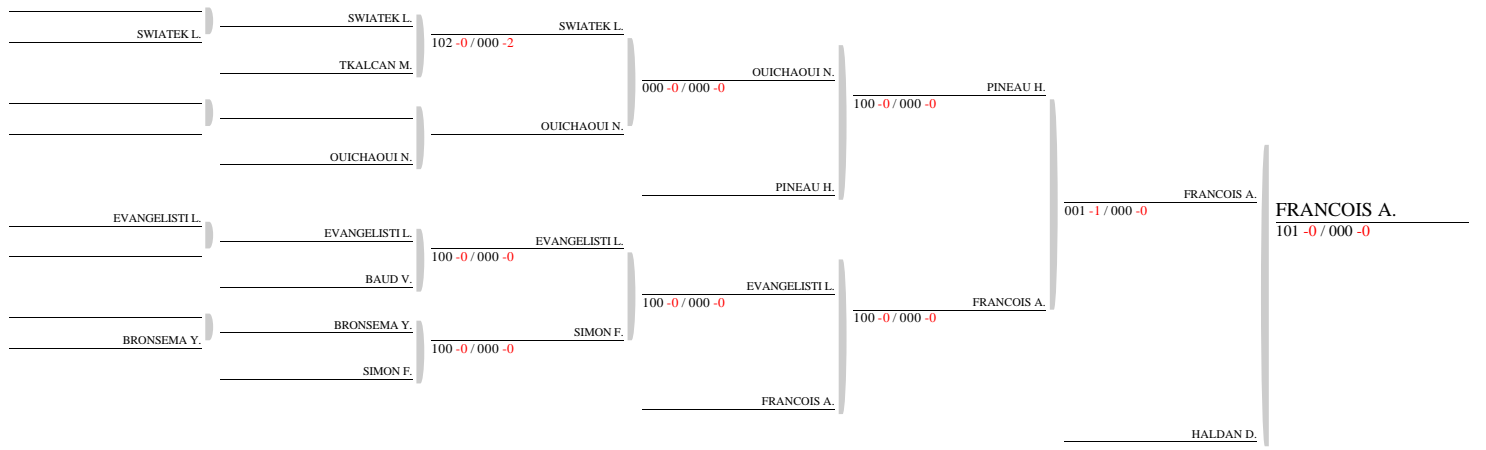 SWIATEK L.
EVANGELISTI L.
BRONSEMA Y.
SWIATEK L.
TKALCAN M.
OUICHAOUI N.
EVANGELISTI L.
BAUD V.
BRONSEMA Y.
SIMON F.
SWIATEK L.
102 -0 / 000 -2
OUICHAOUI N.
EVANGELISTI L.
100 -0 / 000 -0
SIMON F.
100 -0 / 000 -0
OUICHAOUI N.
000 -0 / 000 -0
PINEAU H.
EVANGELISTI L.
100 -0 / 000 -0
FRANCOIS A.
PINEAU H.
100 -0 / 000 -0
FRANCOIS A.
100 -0 / 000 -0
FRANCOIS A.
001 -1 / 000 -0
HALDAN D.
FRANCOIS A.
101 -0 / 000 -0